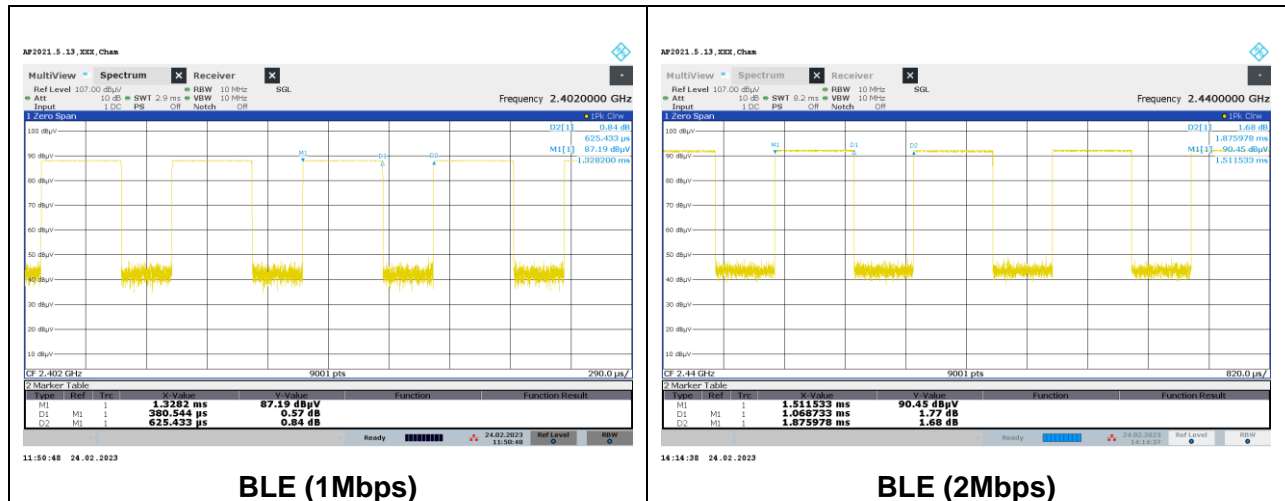 AP2021.5.13,XXX,Cham
MultiView Spectrum X Receiver X
Ref Level 107.00 dBµV RBW 10 MHz SGL
Att 10 dB SWT 2.9 ms VBW 10 MHz Frequency 2.4020000 GHz
Input 1 DC PS Off Notch Off
1 Zero Span 1Pk Clrw
D2[1] 0.84 dB
625.433 µs
M1[1] 87.19 dBµV
1.328200 ms
100 dBµV
90 dBµV
80 dBµV
70 dBµV
60 dBµV
50 dBµV
40 dBµV
30 dBµV
20 dBµV
10 dBµV
M1 D1 D2
CF 2.402 GHz 9001 pts 290.0 µs/
2 Marker Table
Type Ref Trc X-Value Y-Value Function Function Result
M1 1 1.3282 ms 87.19 dBµV
D1 M1 1 380.544 µs 0.57 dB
D2 M1 1 625.433 µs 0.84 dB
Ready 24.02.2023 11:50:48 Ref Level RBW
11:50:48 24.02.2023
BLE (1Mbps)
AP2021.5.13,XXX,Cham
MultiView Spectrum X Receiver X
Ref Level 107.00 dBµV RBW 10 MHz SGL
Att 10 dB SWT 8.2 ms VBW 10 MHz Frequency 2.4400000 GHz
Input 1 DC PS Off Notch Off
1 Zero Span 1Pk Clrw
D2[1] 1.68 dB
1.875978 ms
M1[1] 90.45 dBµV
1.511533 ms
100 dBµV
90 dBµV
80 dBµV
70 dBµV
60 dBµV
50 dBµV
40 dBµV
30 dBµV
20 dBµV
10 dBµV
M1 D1 D2
CF 2.44 GHz 9001 pts 820.0 µs/
2 Marker Table
Type Ref Trc X-Value Y-Value Function Function Result
M1 1 1.511533 ms 90.45 dBµV
D1 M1 1 1.068733 ms 1.77 dB
D2 M1 1 1.875978 ms 1.68 dB
Ready 24.02.2023 14:14:37 Ref Level RBW
14:14:38 24.02.2023
BLE (2Mbps)